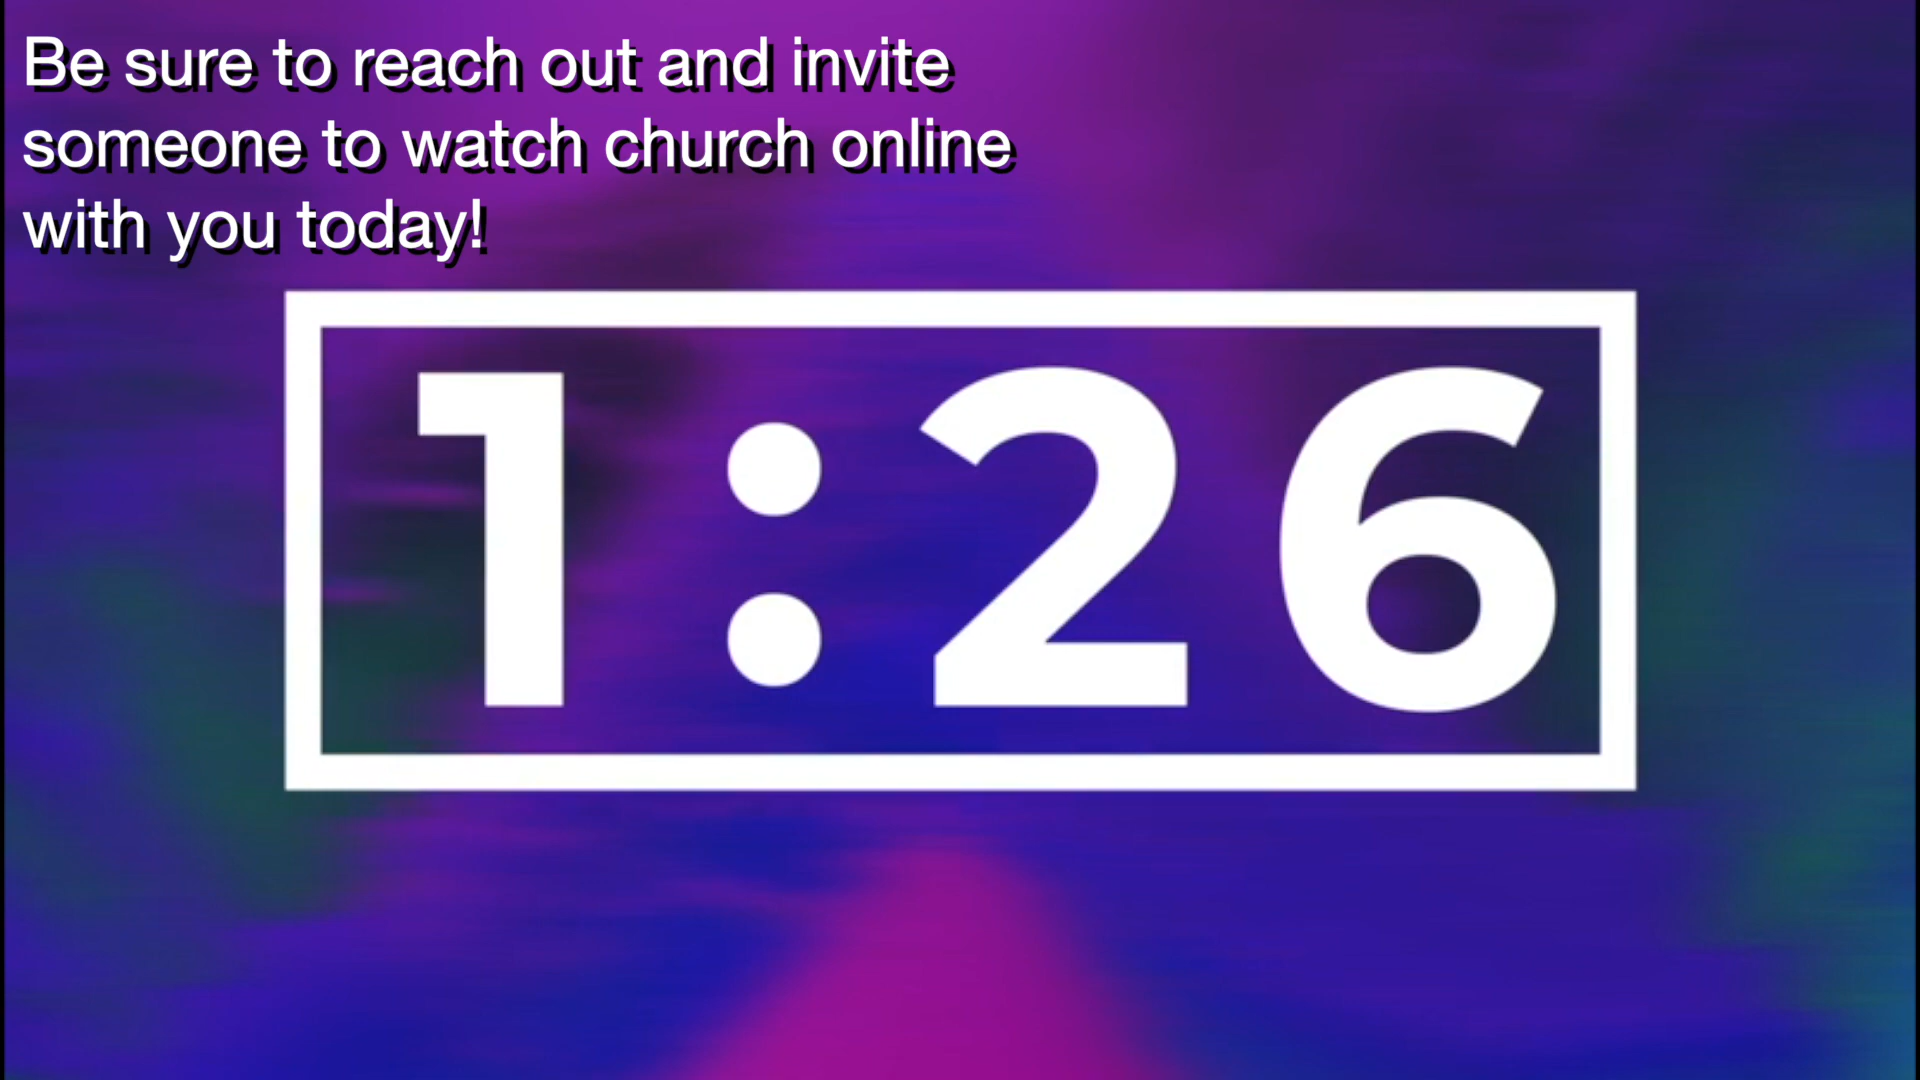 Be sure to reach out and invite
someone to watch church online
with you today!
1:26